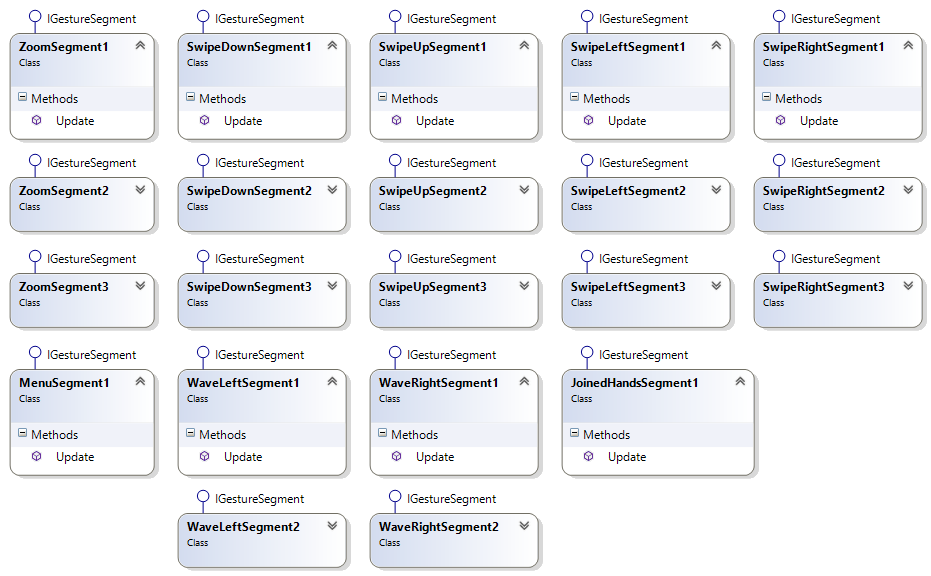 IGestureSegment
ZoomSegment1
Class
Methods
Update
IGestureSegment
SwipeDownSegment1
Class
Methods
Update
IGestureSegment
SwipeUpSegment1
Class
Methods
Update
IGestureSegment
SwipeLeftSegment1
Class
Methods
Update
IGestureSegment
SwipeRightSegment1
Class
Methods
Update
IGestureSegment
ZoomSegment2
Class
IGestureSegment
SwipeDownSegment2
Class
IGestureSegment
SwipeUpSegment2
Class
IGestureSegment
SwipeLeftSegment2
Class
IGestureSegment
SwipeRightSegment2
Class
IGestureSegment
ZoomSegment3
Class
IGestureSegment
SwipeDownSegment3
Class
IGestureSegment
SwipeUpSegment3
Class
IGestureSegment
SwipeLeftSegment3
Class
IGestureSegment
SwipeRightSegment3
Class
IGestureSegment
MenuSegment1
Class
Methods
Update
IGestureSegment
WaveLeftSegment1
Class
Methods
Update
IGestureSegment
WaveRightSegment1
Class
Methods
Update
IGestureSegment
JoinedHandsSegment1
Class
Methods
Update
IGestureSegment
WaveLeftSegment2
Class
IGestureSegment
WaveRightSegment2
Class